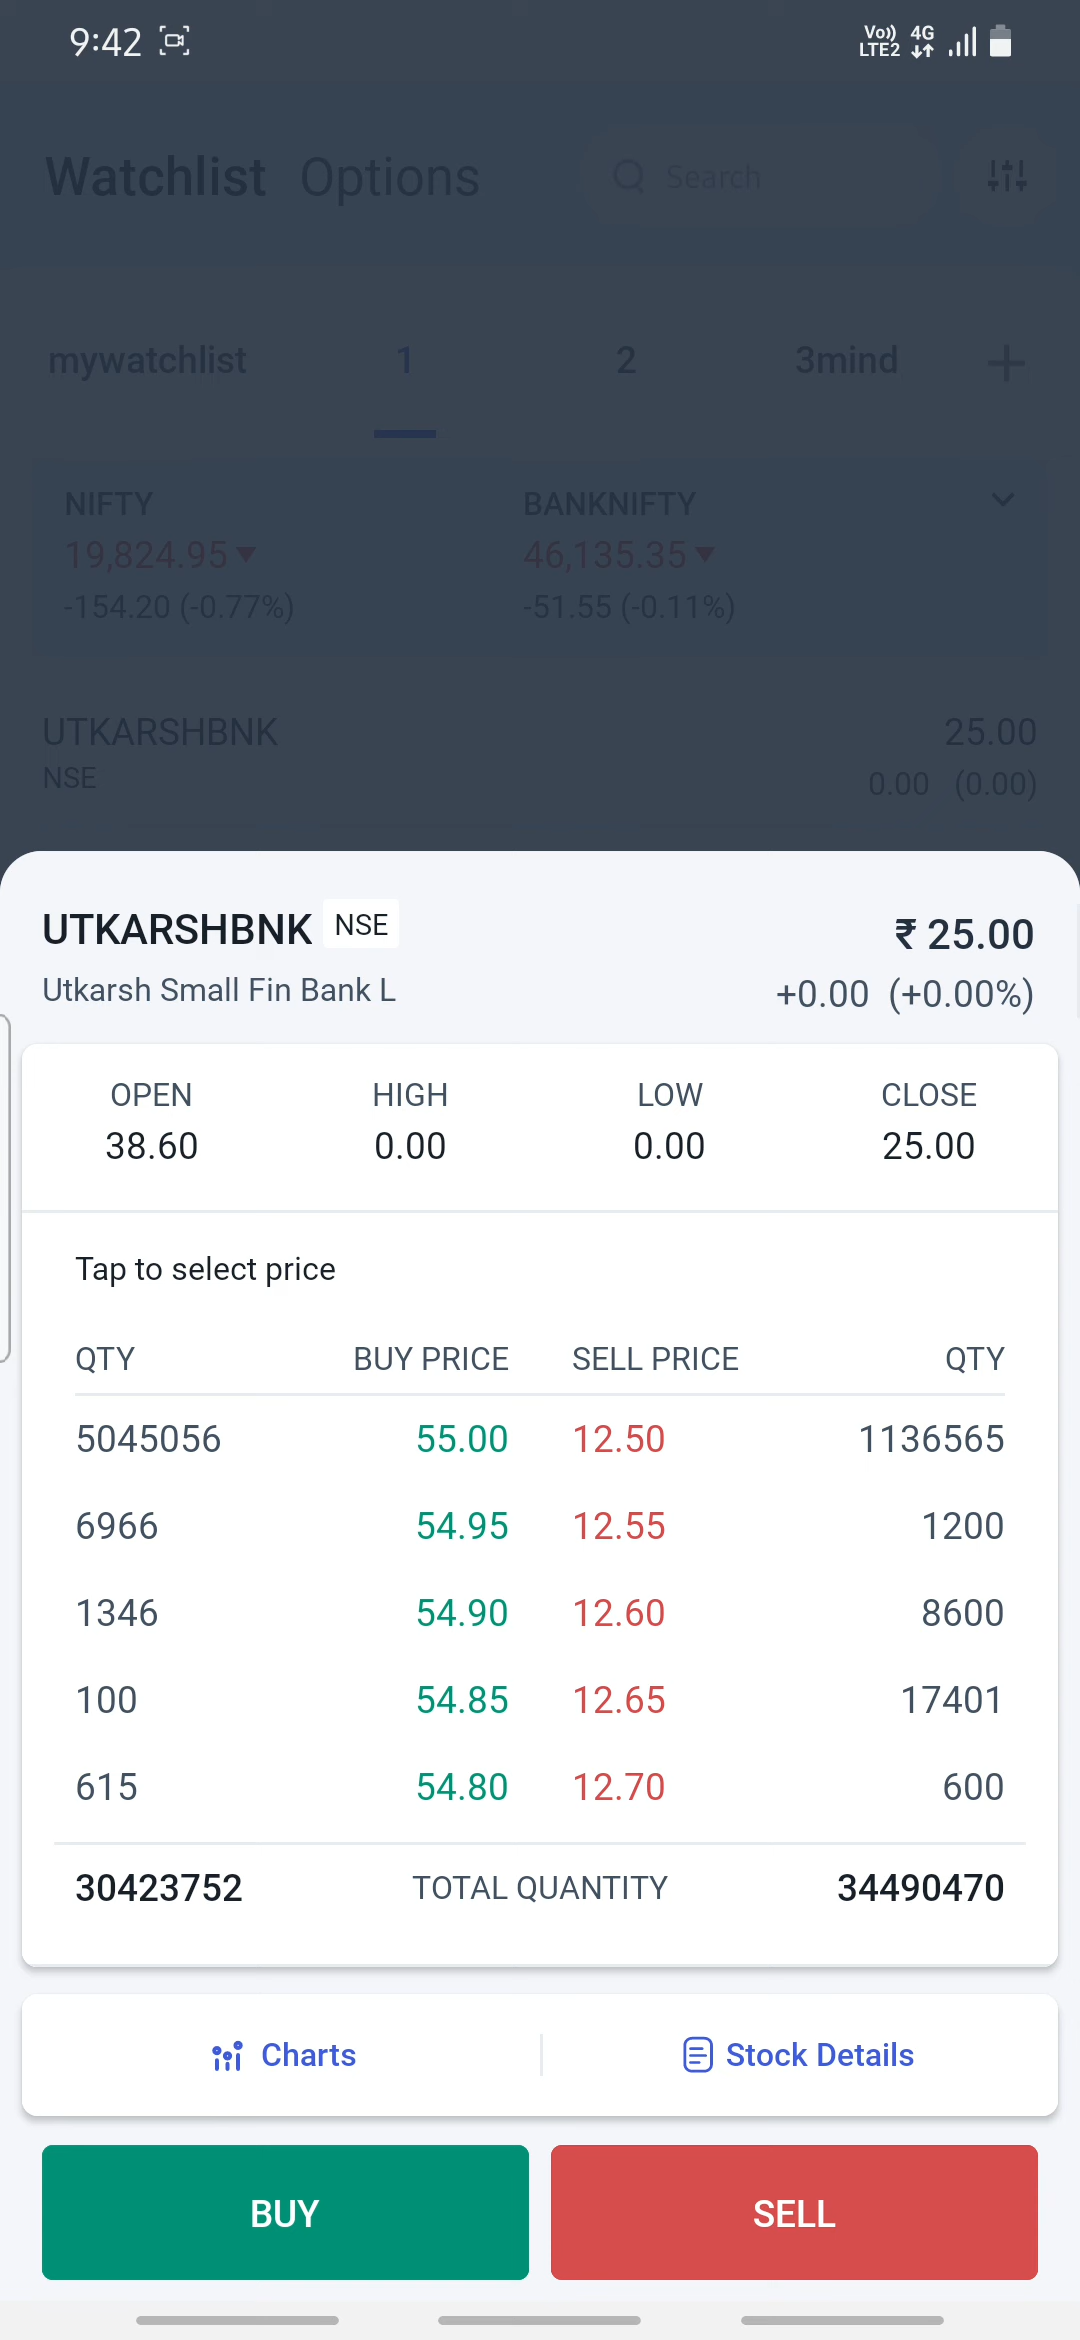 9:42
Vo)) 4G
LTE2
Watchlist Options Search
mywatchlist 1 2 3mind
NIFTY BANKNIFTY
19,824.95 46,135.35
-154.20 (-0.77%) -51.55 (-0.11%)
UTKARSHBNK 25.00
NSE 0.00 (0.00)
UTKARSHBNK NSE ₹ 25.00
Utkarsh Small Fin Bank L +0.00 (+0.00%)
OPEN HIGH LOW CLOSE
38.60 0.00 0.00 25.00
Tap to select price
QTY BUY PRICE SELL PRICE QTY
5045056 55.00 12.50 1136565
6966 54.95 12.55 1200
1346 54.90 12.60 8600
100 54.85 12.65 17401
615 54.80 12.70 600
30423752 TOTAL QUANTITY 34490470
Charts Stock Details
BUY SELL